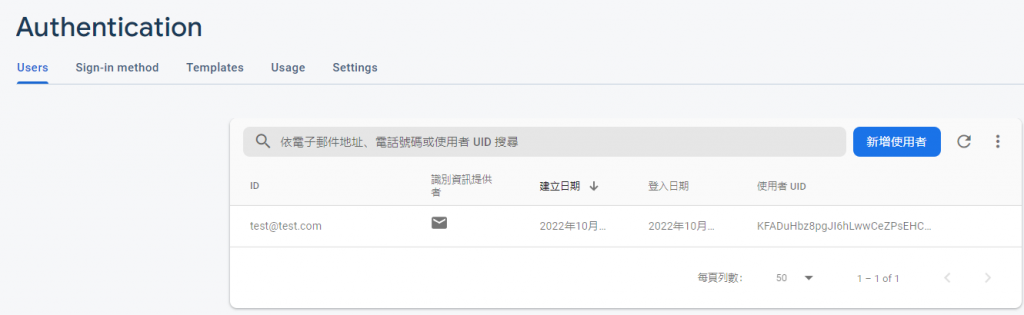 Authentication
Users Sign-in method Templates Usage Settings
依電子郵件地址、電話號碼或使用者 UID 搜尋 新增使用者
ID 識別資訊提供者 建立日期 登入日期 使用者 UID
test@test.com 2022年10月... 2022年10月... KFADuHbz8pgJI6hLwwCeZPsEHC...
每頁列數: 50 1 – 1 of 1